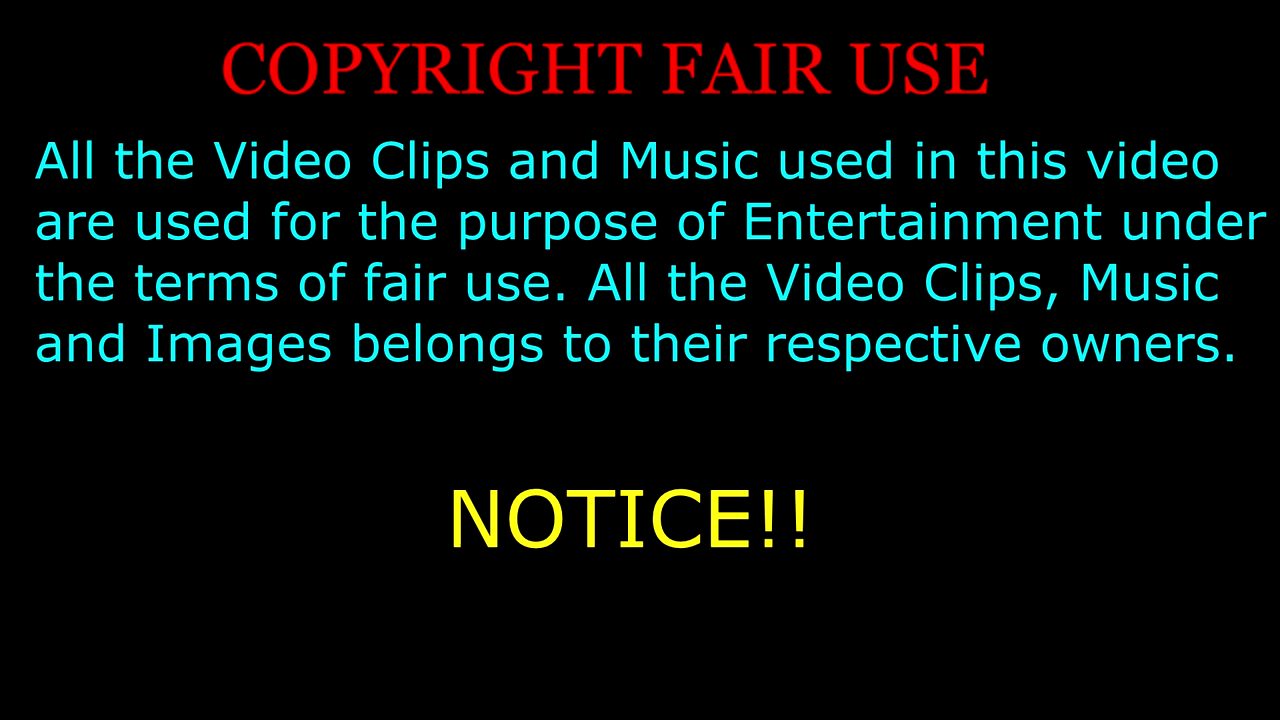 COPYRIGHT FAIR USE
All the Video Clips and Music used in this video
are used for the purpose of Entertainment under
the terms of fair use. All the Video Clips, Music
and Images belongs to their respective owners.
NOTICE!!